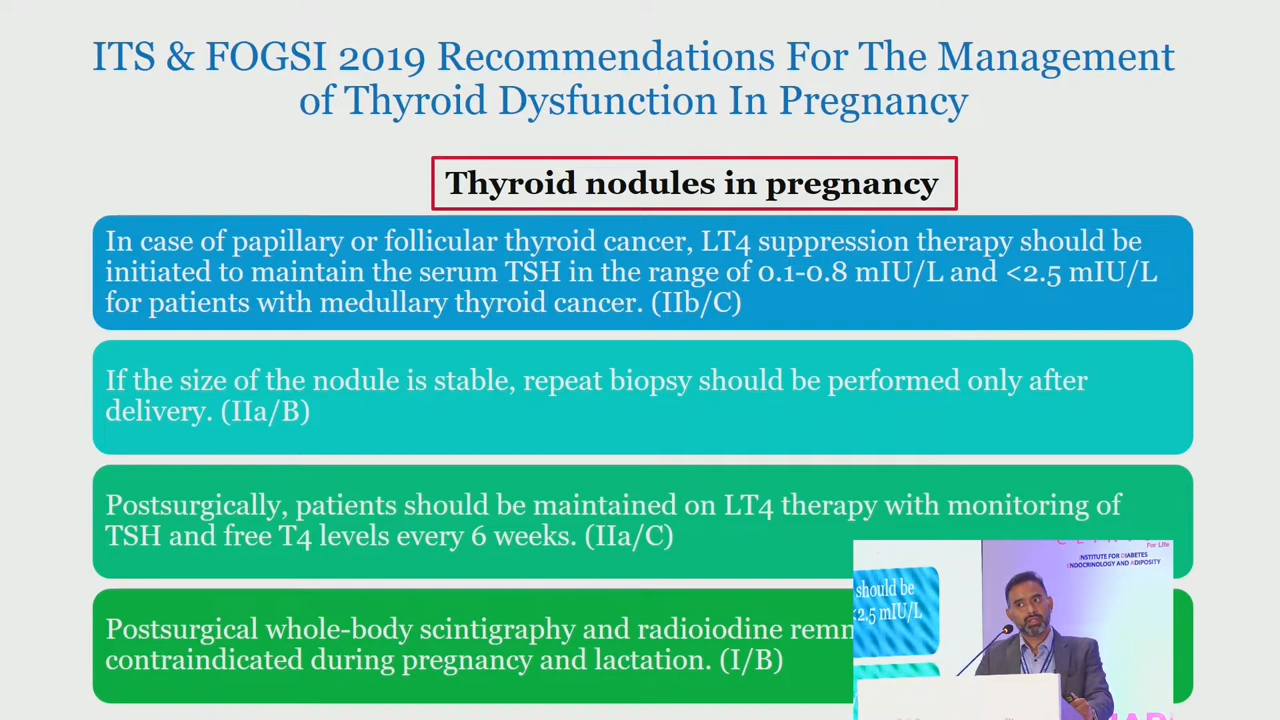 ITS & FOGSI 2019 Recommendations For The Management
of Thyroid Dysfunction In Pregnancy
Thyroid nodules in pregnancy
In case of papillary or follicular thyroid cancer, LT4 suppression therapy should be
initiated to maintain the serum TSH in the range of 0.1-0.8 mIU/L and <2.5 mIU/L
for patients with medullary thyroid cancer. (IIb/C)
If the size of the nodule is stable, repeat biopsy should be performed only after
delivery. (IIa/B)
Postsurgically, patients should be maintained on LT4 therapy with monitoring of
TSH and free T4 levels every 6 weeks. (IIa/C)
Postsurgical whole-body scintigraphy and radioiodine
contraindicated during pregnancy and lactation. (I/B)
For Life
INSTITUTE FOR DIABETES
ENDOCRINOLOGY AND ADIPOSITY
should be
<2.5 mIU/L